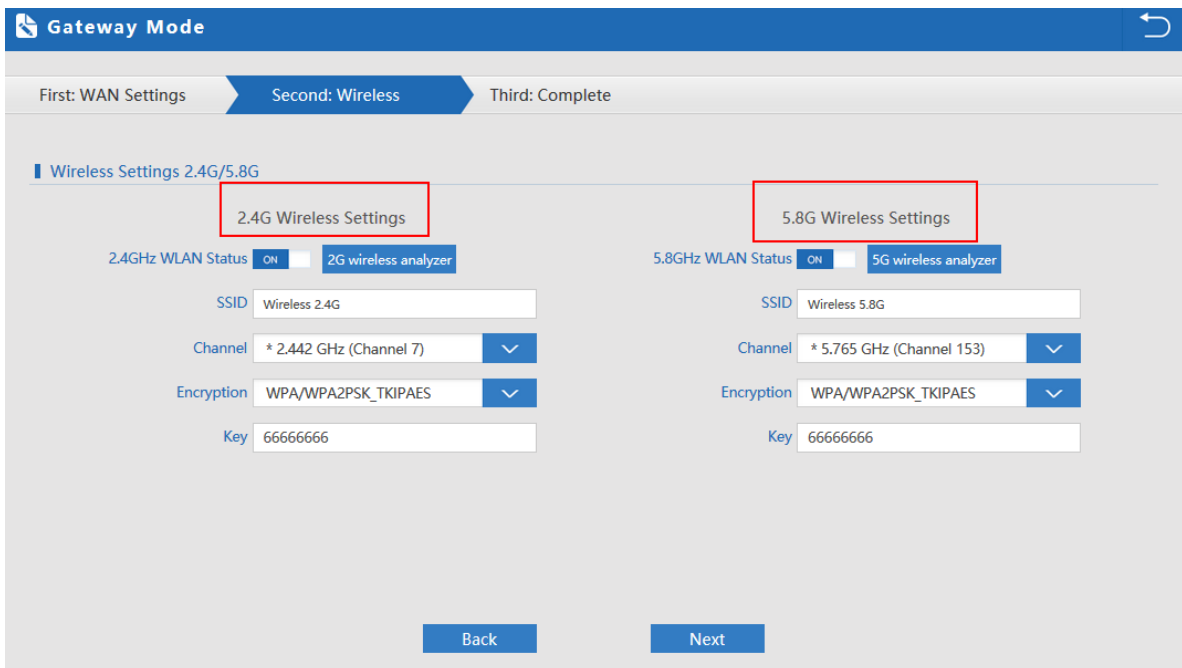 Gateway Mode
First: WAN Settings
Second: Wireless
Third: Complete
Wireless Settings 2.4G/5.8G
2.4G Wireless Settings
2.4GHz WLAN Status ON 2G wireless analyzer
SSID Wireless 2.4G
Channel * 2.442 GHz (Channel 7)
Encryption WPA/WPA2PSK_TKIPAES
Key 66666666
5.8G Wireless Settings
5.8GHz WLAN Status ON 5G wireless analyzer
SSID Wireless 5.8G
Channel * 5.765 GHz (Channel 153)
Encryption WPA/WPA2PSK_TKIPAES
Key 66666666
Back
Next